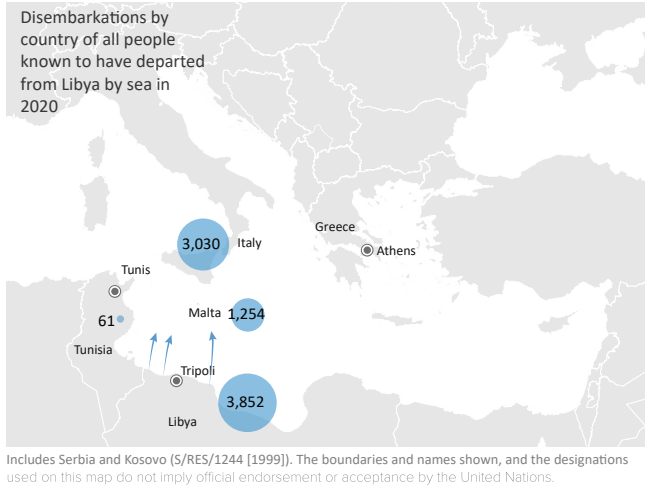 Disembarkations by
country of all people
known to have departed
from Libya by sea in
2020
Greece
Athens
3,030
Italy
Tunis
Malta
1,254
61
Tunisia
Tripoli
3,852
Libya
Includes Serbia and Kosovo (S/RES/1244 [1999]). The boundaries and names shown, and the designations
used on this map do not imply official endorsement or acceptance by the United Nations.